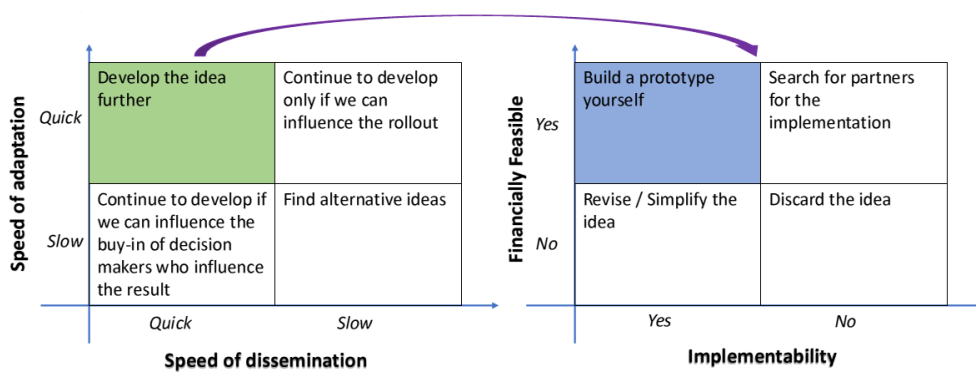 Speed of adaptation
Quick
Slow
Develop the idea
further
Continue to develop
only if we can
influence the rollout
Continue to develop if
we can influence the
buy-in of decision
makers who influence
the result
Find alternative ideas
Quick
Slow
Speed of dissemination
Financially Feasible
Yes
No
Build a prototype
yourself
Search for partners
for the
implementation
Revise / Simplify the
idea
Discard the idea
Yes
No
Implementability